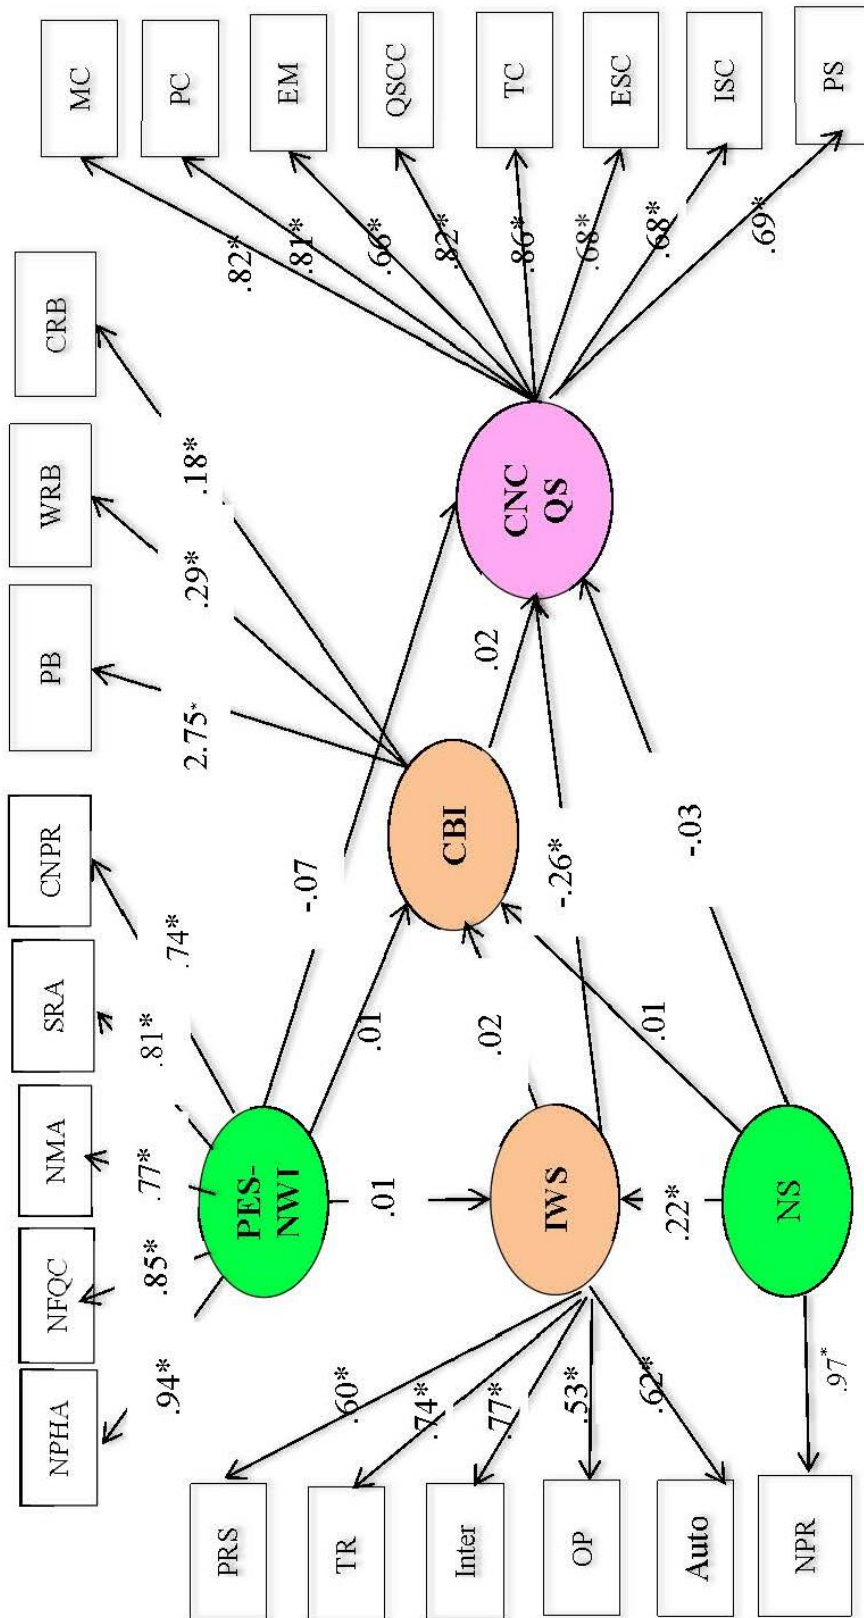 NPHA
NFQC
NMA
SRA
CNPR
PB
WRB
CRB
.94*
.85*
.77*
.81*
.74*
2.75*
.29*
.18*
PES-
NWI
-.07
.01
.01
CBI
.02
.02
CNC
QS
MC
PC
EM
QSCC
TC
ESC
ISC
PS
.82*
.81*
.66*
.82*
.86*
.68*
.68*
.69*
PRS
TR
Inter
OP
Auto
NPR
.60*
.74*
.77*
.53*
.62*
.97*
IWS
-.26*
.22*
.01
-.03
NS